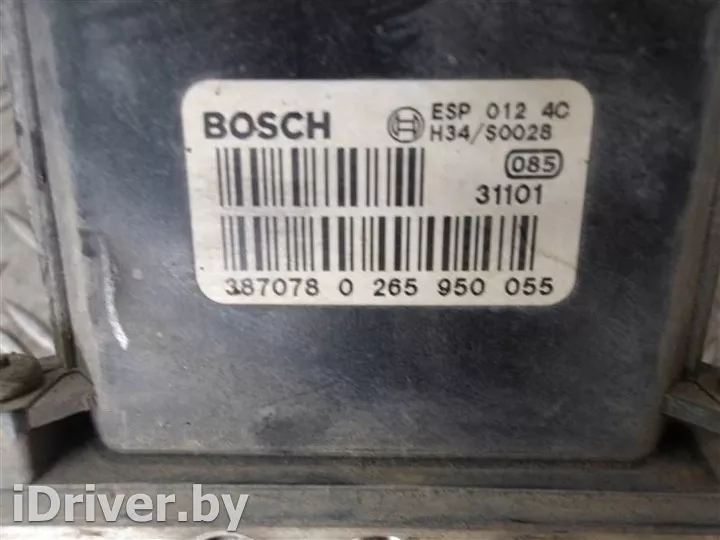 BOSCH
ESP 012 4C
H34/S0028
085
31101
387078 0 265 950 055
iDriver.by